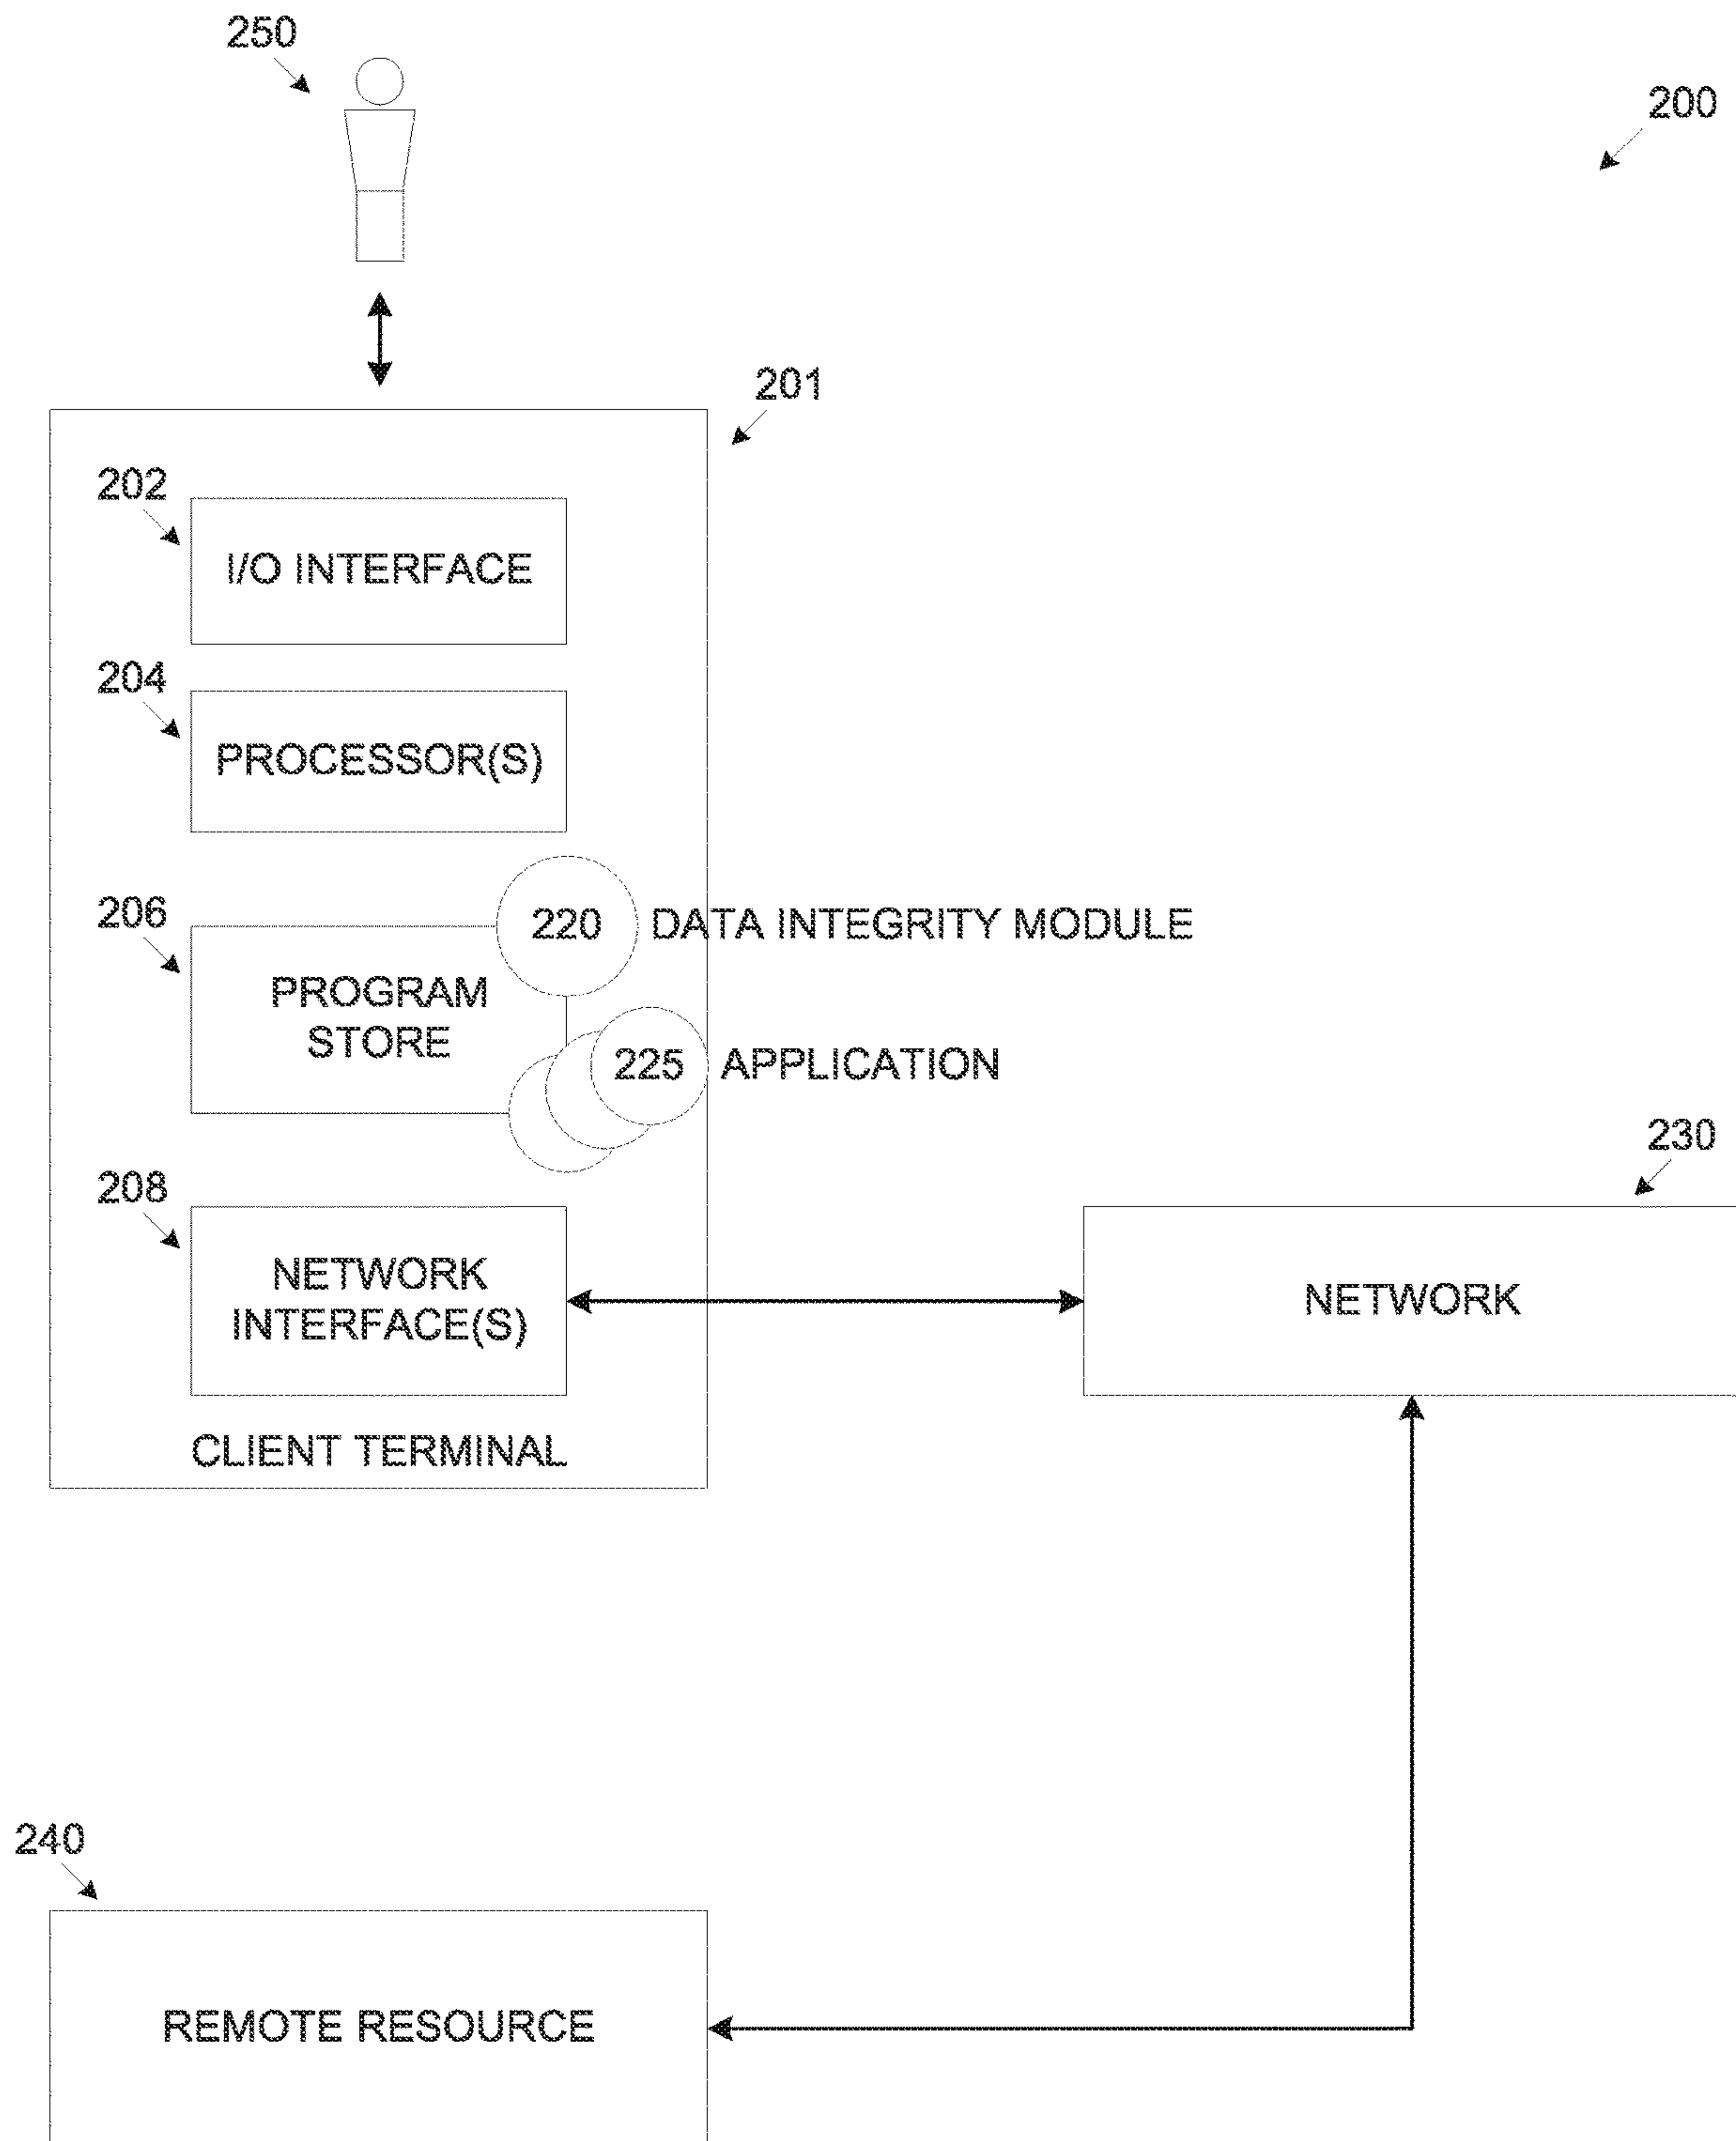 250
200
201
202
I/O INTERFACE
204
PROCESSOR(S)
206
220 DATA INTEGRITY MODULE
PROGRAM
STORE
225 APPLICATION
230
208
NETWORK
INTERFACE(S)
NETWORK
CLIENT TERMINAL
240
REMOTE RESOURCE